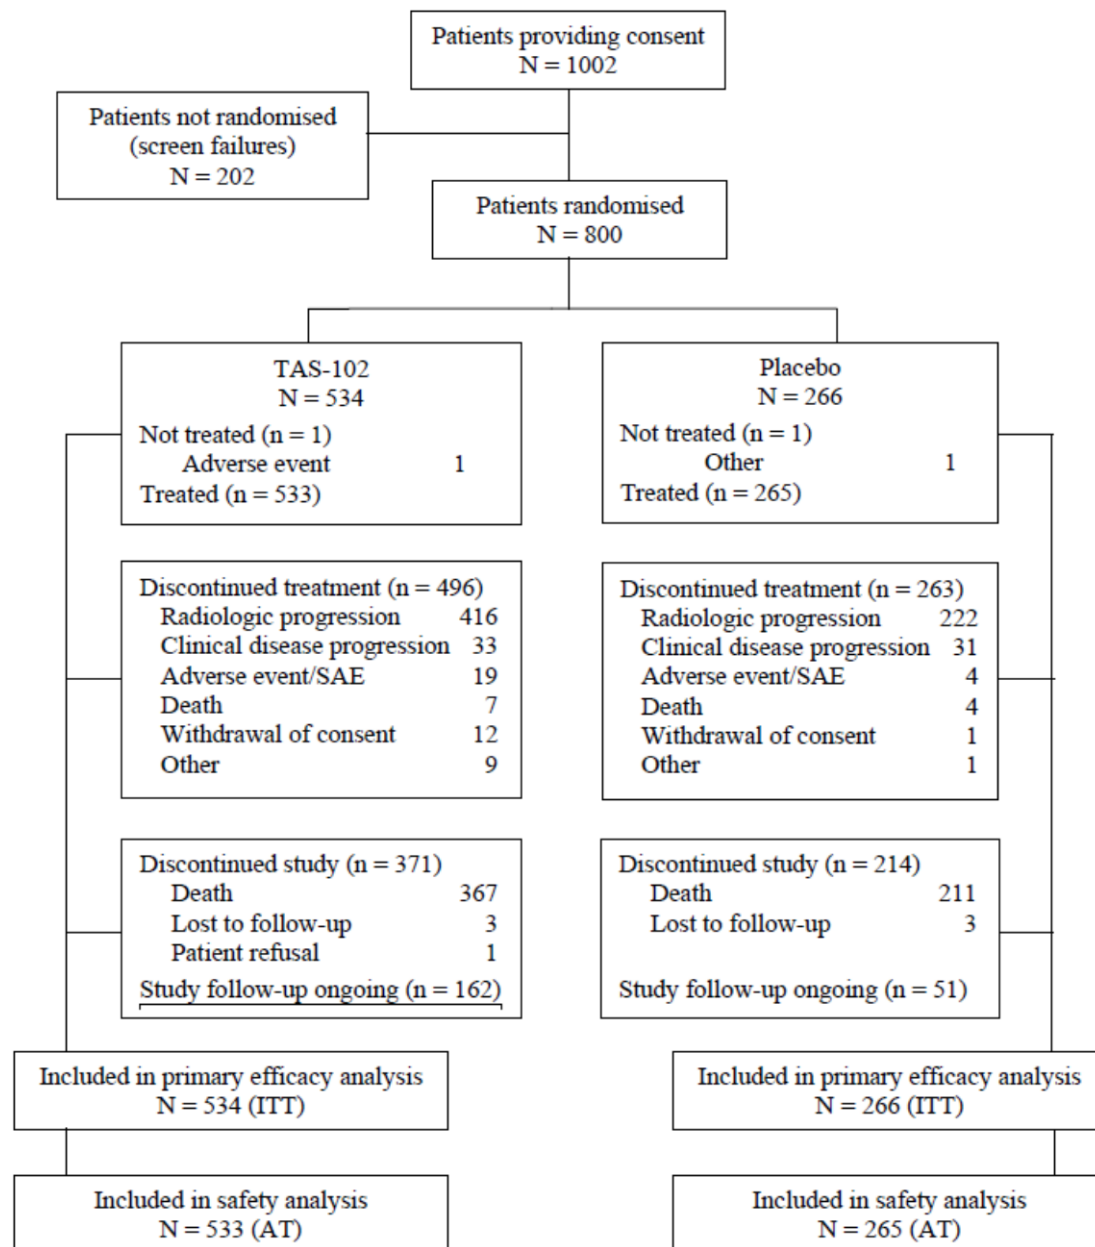 Patients providing consent
N = 1002
Patients not randomised
(screen failures)
N = 202
Patients randomised
N = 800
TAS-102
N = 534
Not treated (n = 1)
Adverse event 1
Treated (n = 533)
Placebo
N = 266
Not treated (n = 1)
Other 1
Treated (n = 265)
Discontinued treatment (n = 496)
Radiologic progression 416
Clinical disease progression 33
Adverse event/SAE 19
Death 7
Withdrawal of consent 12
Other 9
Discontinued treatment (n = 263)
Radiologic progression 222
Clinical disease progression 31
Adverse event/SAE 4
Death 4
Withdrawal of consent 1
Other 1
Discontinued study (n = 371)
Death 367
Lost to follow-up 3
Patient refusal 1
Study follow-up ongoing (n = 162)
Discontinued study (n = 214)
Death 211
Lost to follow-up 3
Study follow-up ongoing (n = 51)
Included in primary efficacy analysis
N = 534 (ITT)
Included in primary efficacy analysis
N = 266 (ITT)
Included in safety analysis
N = 533 (AT)
Included in safety analysis
N = 265 (AT)